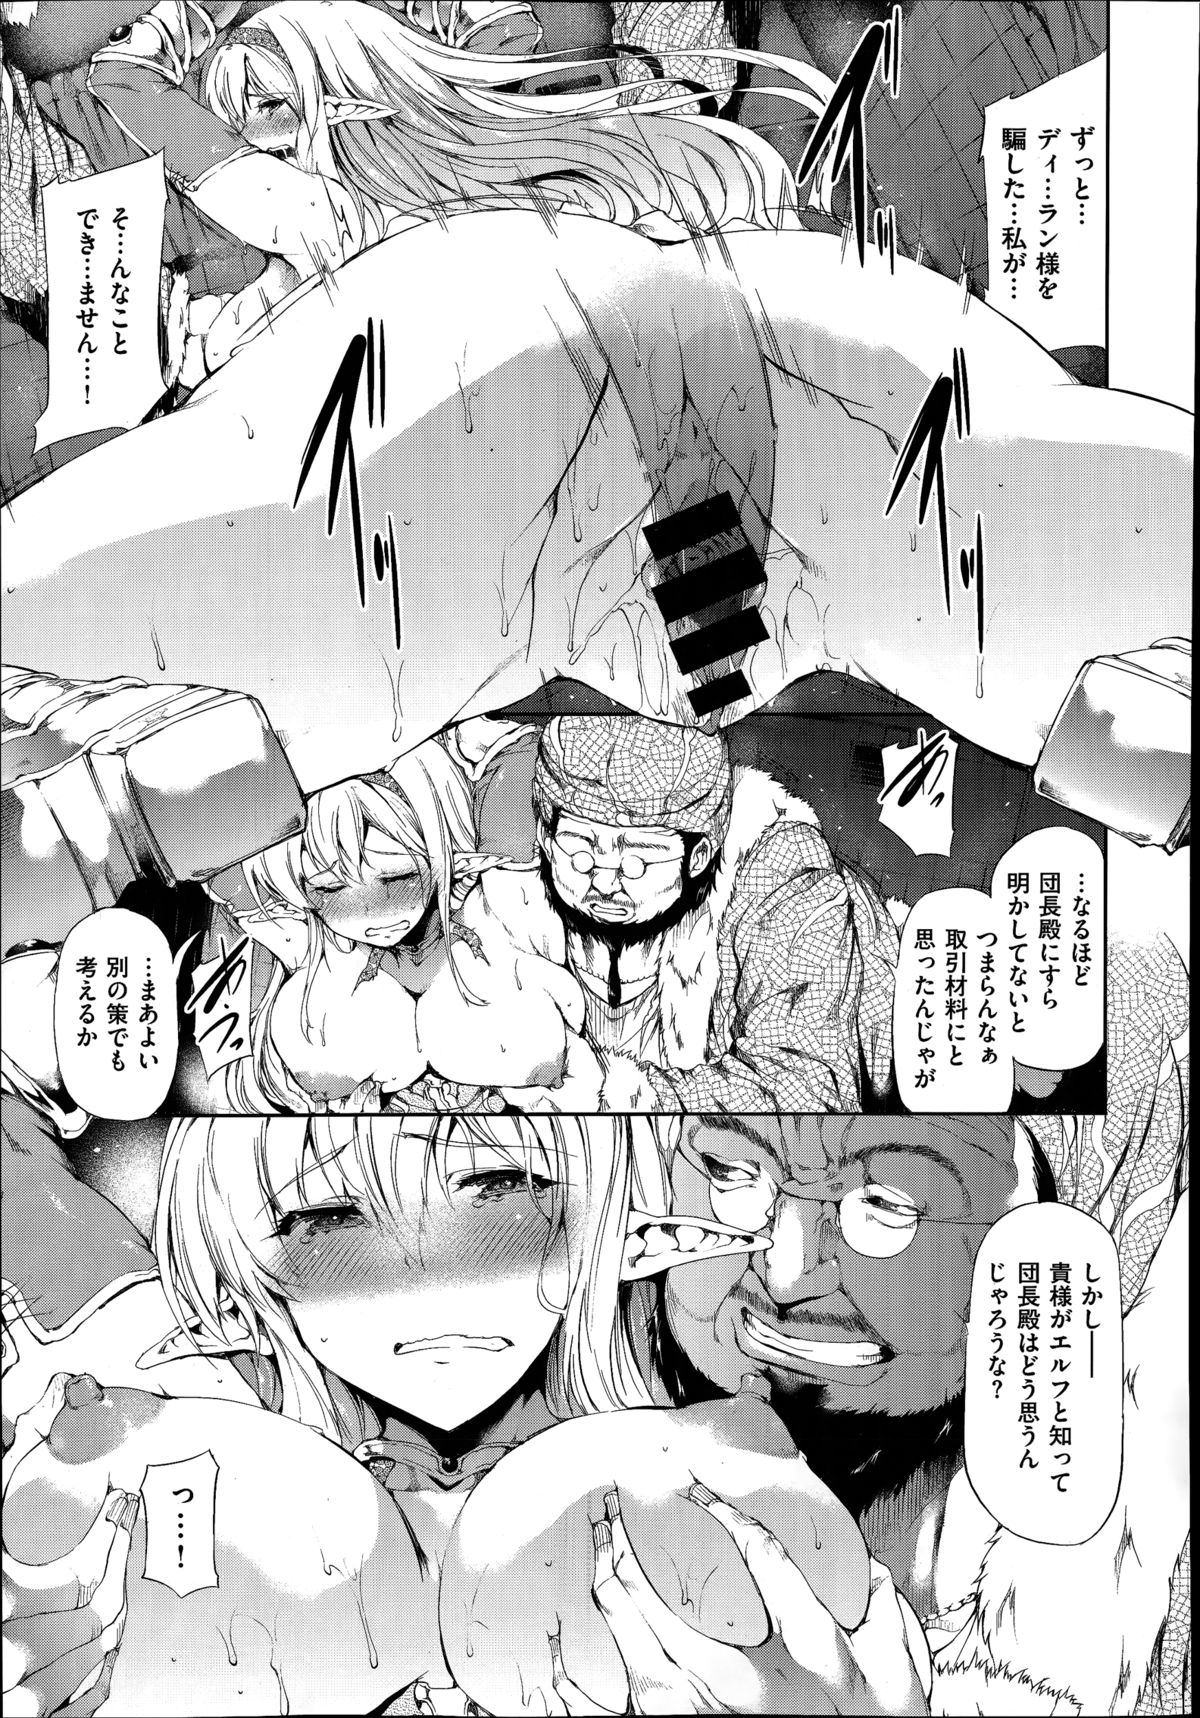 ずっと…
ディ…ラン様を
騙した…私が…
そ…んなこと
でき…ません…！
…なるほど
団長殿にすら
明かしてないと
つまらんなぁ
取引材料にと
思ったんじゃが
あぁっ
…まあよい
別の策でも
考えるか
しかし――
貴様がエルフと知って
団長殿はどう思うん
じゃろうな？
っ…！